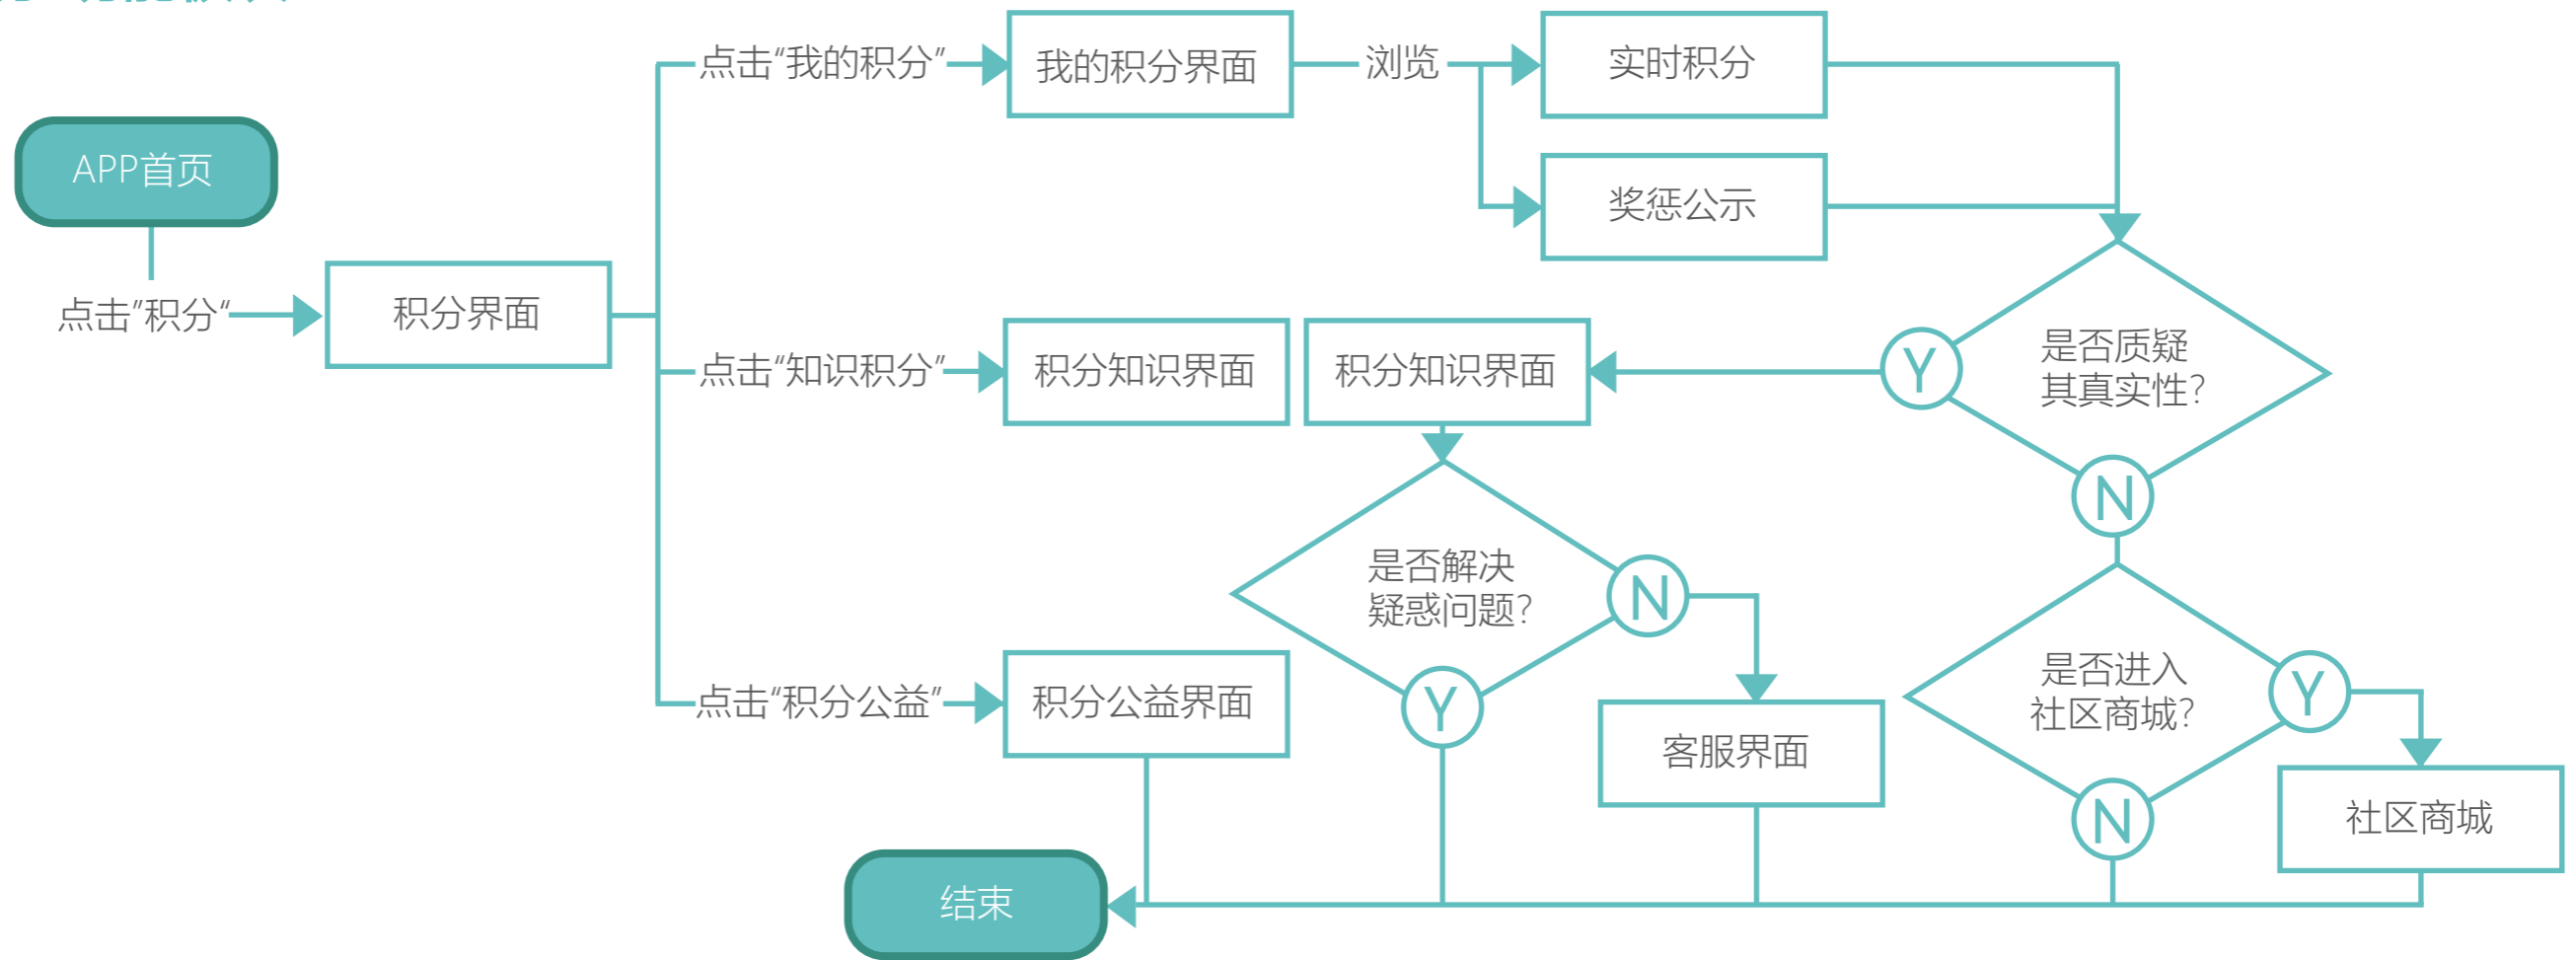 点击“我的积分”
我的积分界面
浏览
实时积分
APP首页
奖惩公示
点击”积分“
积分界面
点击“知识积分”
积分知识界面
积分知识界面
Y
是否质疑
其真实性?
N
是否解决
疑惑问题?
N
Y
点击“积分公益”
积分公益界面
是否进入
社区商城?
Y
N
客服界面
社区商城
结束